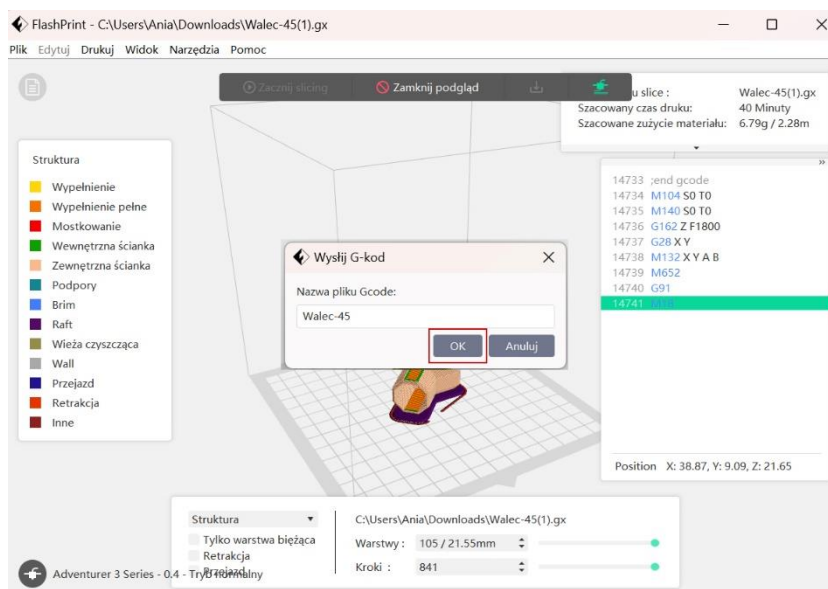 FlashPrint - C:\Users\Ania\Downloads\Walec-45(1).gx
Plik Edytuj Drukuj Widok Narzędzia Pomoc
Zacznij slicing Zamknij podgląd
u slice : Walec-45(1).gx
Szacowany czas druku: 40 Minuty
Szacowane zużycie materiału: 6.79g / 2.28m
Struktura
Wypełnienie
Wypełnienie pełne
Mostkowanie
Wewnętrzna ścianka
Zewnętrzna ścianka
Podpory
Brim
Raft
Wieża czyszcząca
Wall
Przejazd
Retrakcja
Inne
»
14733 ;end gcode
14734 M104 S0 T0
14735 M140 S0 T0
14736 G162 Z F1800
14737 G28 X Y
14738 M132 X Y A B
14739 M652
14740 G91
14741 M18
Position X: 38.87, Y: 9.09, Z: 21.65
Wyślij G-kod
Nazwa pliku Gcode:
Walec-45
OK Anuluj
Struktura
Tylko warstwa bieżąca
Retrakcja
Przejazd
C:\Users\Ania\Downloads\Walec-45(1).gx
Warstwy : 105 / 21.55mm
Kroki : 841
Adventurer 3 Series - 0.4 - Tryb normalny